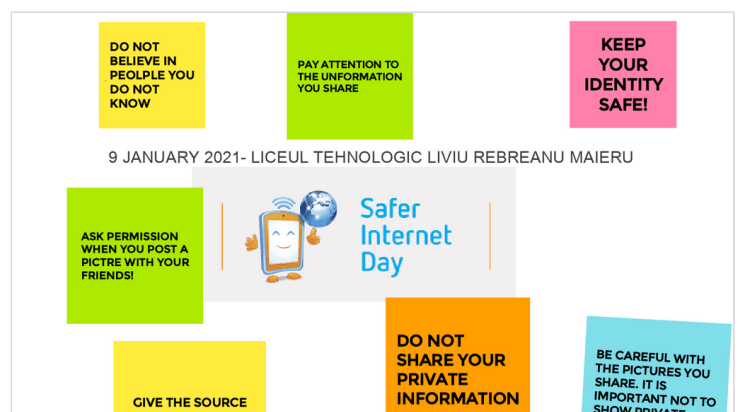 DO NOT
BELIEVE IN
PEOLPLE YOU
DO NOT
KNOW
PAY ATTENTION TO
THE UNFORMATION
YOU SHARE
KEEP
YOUR
IDENTITY
SAFE!
9 JANUARY 2021- LICEUL TEHNOLOGIC LIVIU REBREANU MAIERU
ASK PERMISSION
WHEN YOU POST A
PICTRE WITH YOUR
FRIENDS!
Safer
Internet
Day
DO NOT
SHARE YOUR
PRIVATE
INFORMATION
BE CAREFUL WITH
THE PICTURES YOU
SHARE. IT IS
IMPORTANT NOT TO
SHOW PRIVATE
GIVE THE SOURCE